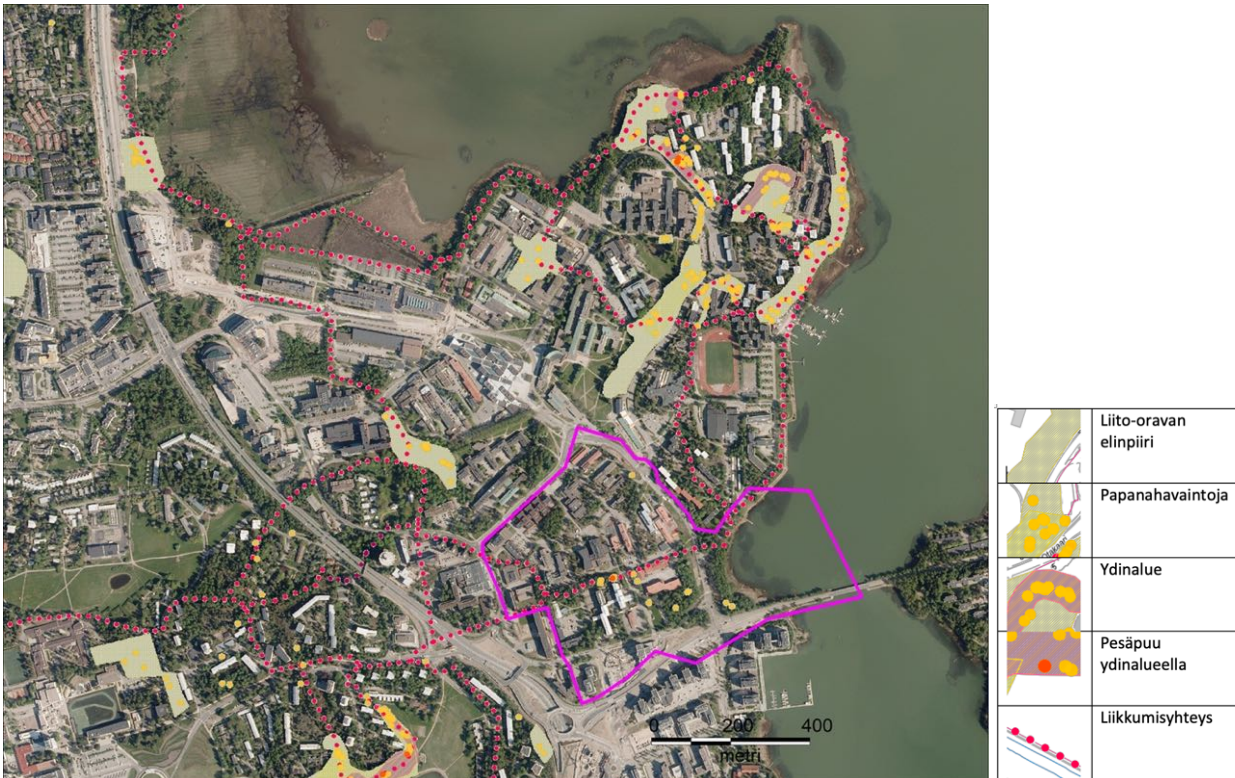 0 200 400
metri
Liito-oravan
elinpiiri
Papanahavaintoja
Ydinalue
Pesäpuu
ydinalueella
Liikkumisyhteys